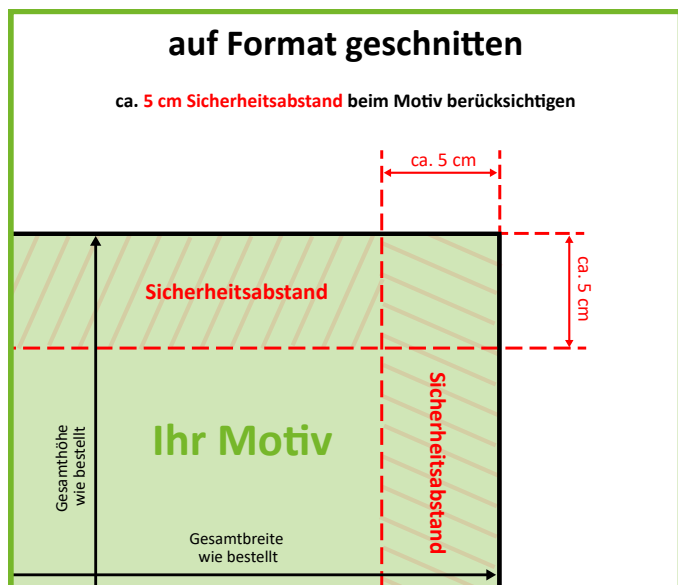 auf Format geschnitten
ca. 5 cm Sicherheitsabstand beim Motiv berücksichtigen
ca. 5 cm
ca. 5 cm
Sicherheitsabstand
Sicherheitsabstand
Ihr Motiv
Gesamthöhe
wie bestellt
Gesamtbreite
wie bestellt